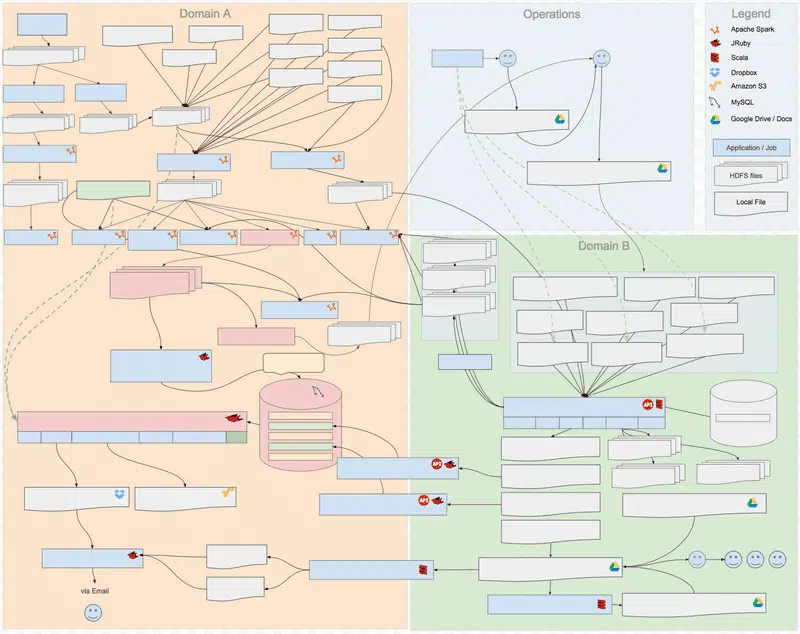 Domain A
Operations
Legend
Apache Spark
JRuby
Scala
Dropbox
Amazon S3
MySQL
Google Drive / Docs
Application / Job
HDFS files
Local File
Domain B
API
API
API
via Email